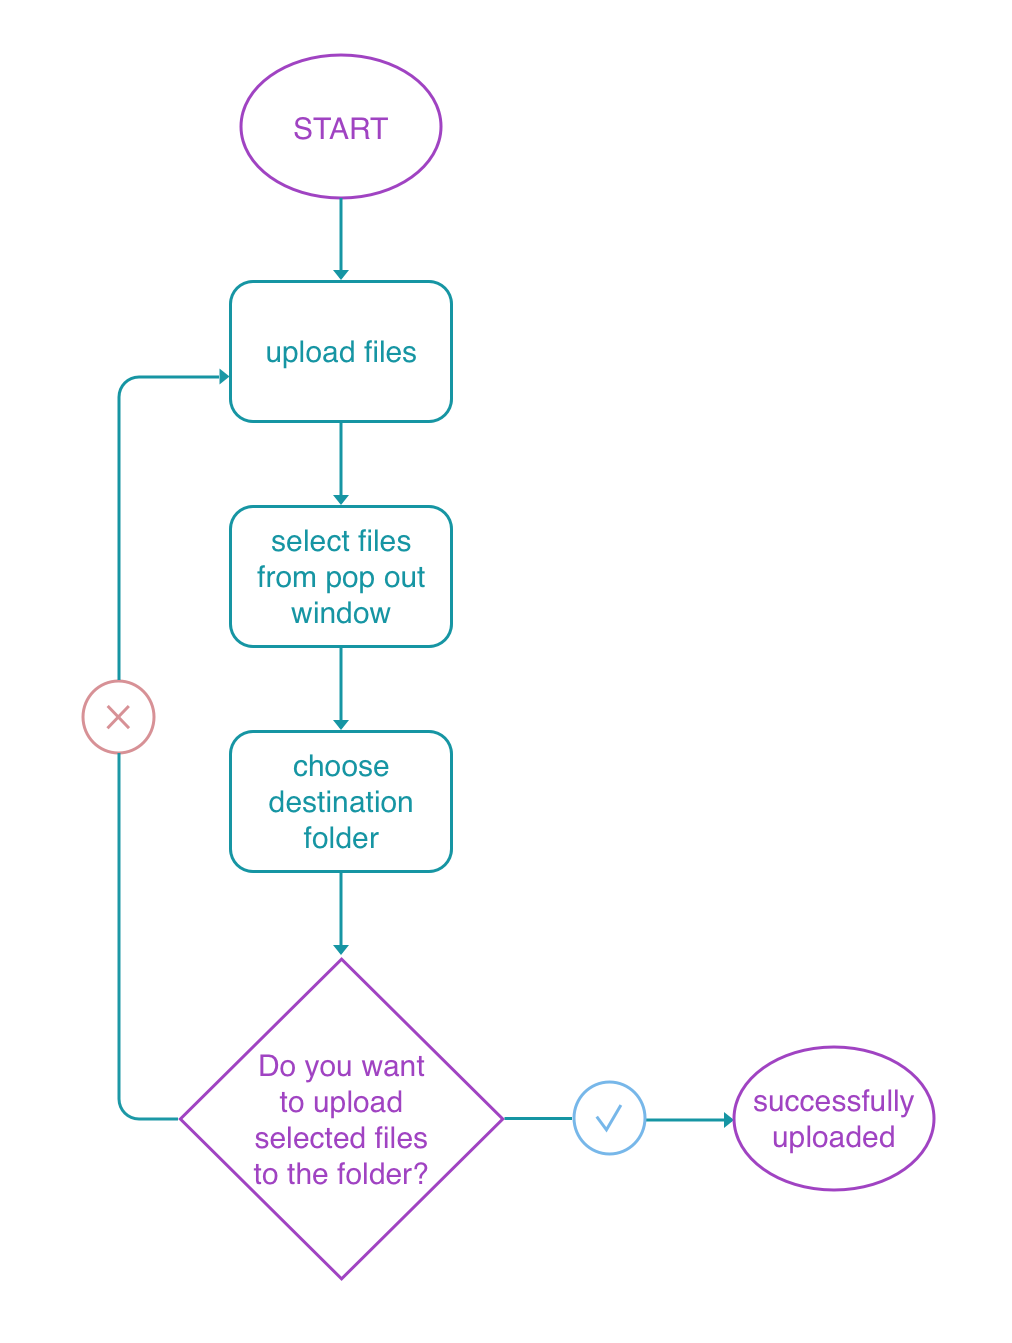 START
upload files
select files
from pop out
window
choose
destination
folder
Do you want
to upload
selected files
to the folder?
successfully
uploaded